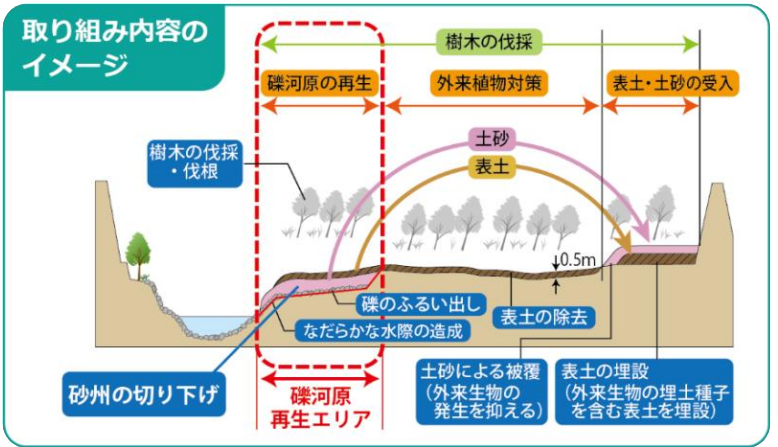 取り組み内容の
イメージ
樹木の伐採
礫河原の再生
外来植物対策
表土・土砂の受入
樹木の伐採
・伐根
土砂
表土
0.5m
礫のふるい出し
なだらかな水際の造成
表土の除去
砂州の切り下げ
礫河原
再生エリア
土砂による被覆
(外来生物の
発生を抑える)
表土の埋設
(外来生物の埋土種子
を含む表土を埋設)